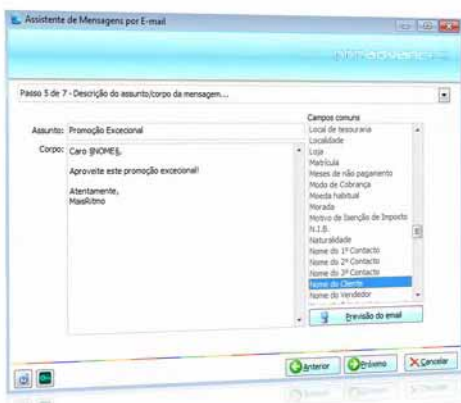 Assistente de Mensagens por E-mail
phc advance
Passo 5 de 7 - Descrição do assunto/corpo da mensagem...
Assunto: Promoção Excecional
Corpo: Caro §NOME§,
Aproveite este promoção excecional!
Atentamente,
MaisRitmo
Campos comuns
Local de tesouraria
Localidade
Loja
Matrícula
Meses de não pagamento
Modo de Cobrança
Moeda habitual
Morada
Motivo de Isenção de Imposto
N.I.B.
Naturalidade
Nome do 1º Contacto
Nome do 2º Contacto
Nome do 3º Contacto
Nome do Cliente
Nome do Vendedor
Previsão do email
Anterior
Próximo
Cancelar